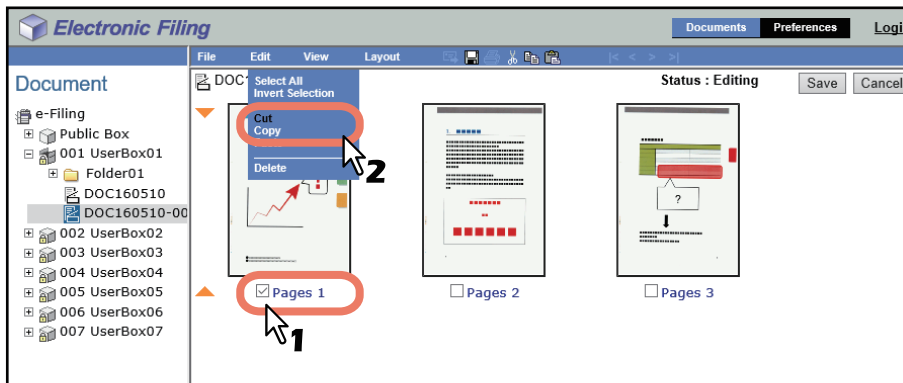 Electronic Filing
Documents Preferences Logi
File Edit View Layout
|< < > >|
Document
DOC1
Status : Editing
Save Cancel
Select All
Invert Selection
Cut
Copy
Delete
2
e-Filing
Public Box
001 UserBox01
Folder01
DOC160510
DOC160510-00
002 UserBox02
003 UserBox03
004 UserBox04
005 UserBox05
006 UserBox06
007 UserBox07
?
Pages 1 Pages 2 Pages 3
1